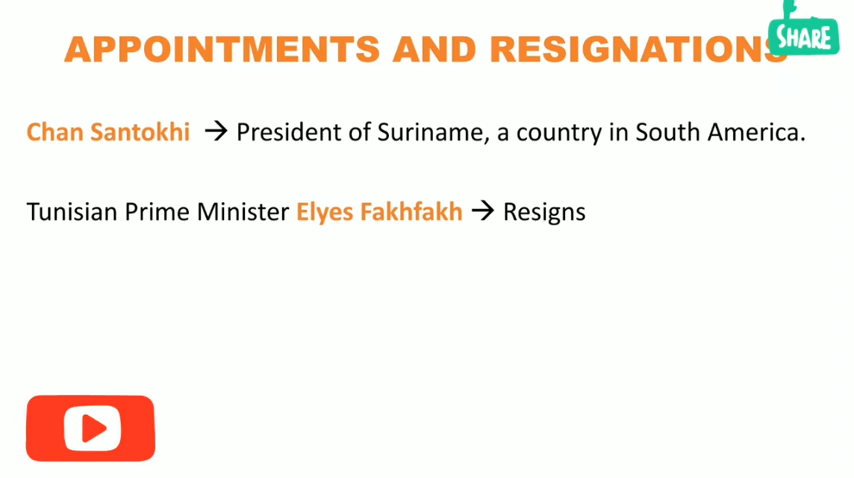 APPOINTMENTS AND RESIGNATIONS
SHARE
Chan Santokhi → President of Suriname, a country in South America.
Tunisian Prime Minister Elyes Fakhfakh → Resigns